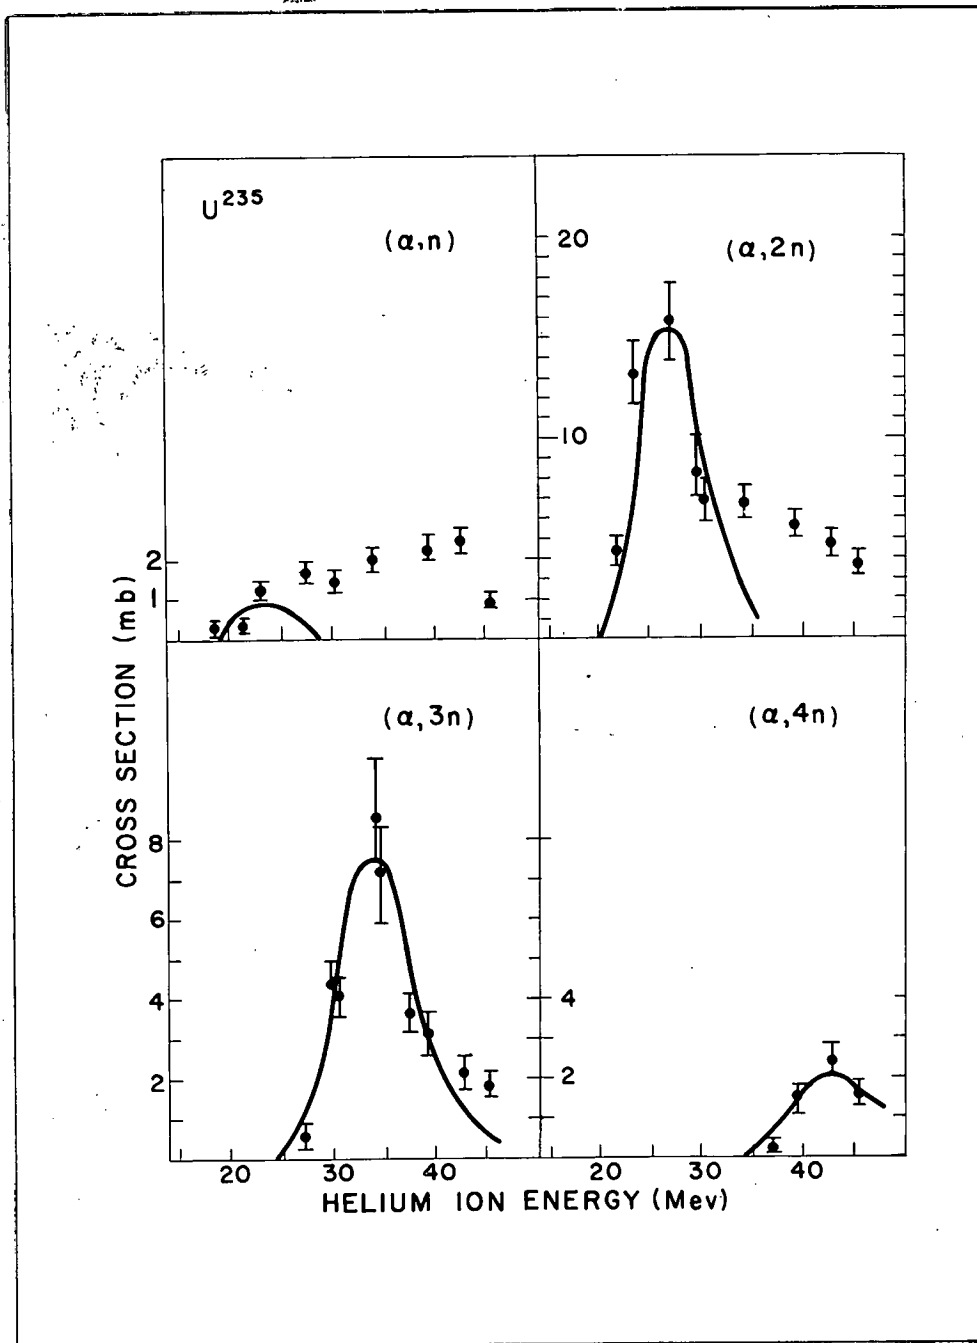 U²³⁵
(α,n)
2
1
20
(α,2n)
10
CROSS SECTION (mb)
(α,3n)
8
6
4
2
(α,4n)
4
2
20 30 40 20 30 40
HELIUM ION ENERGY (Mev)